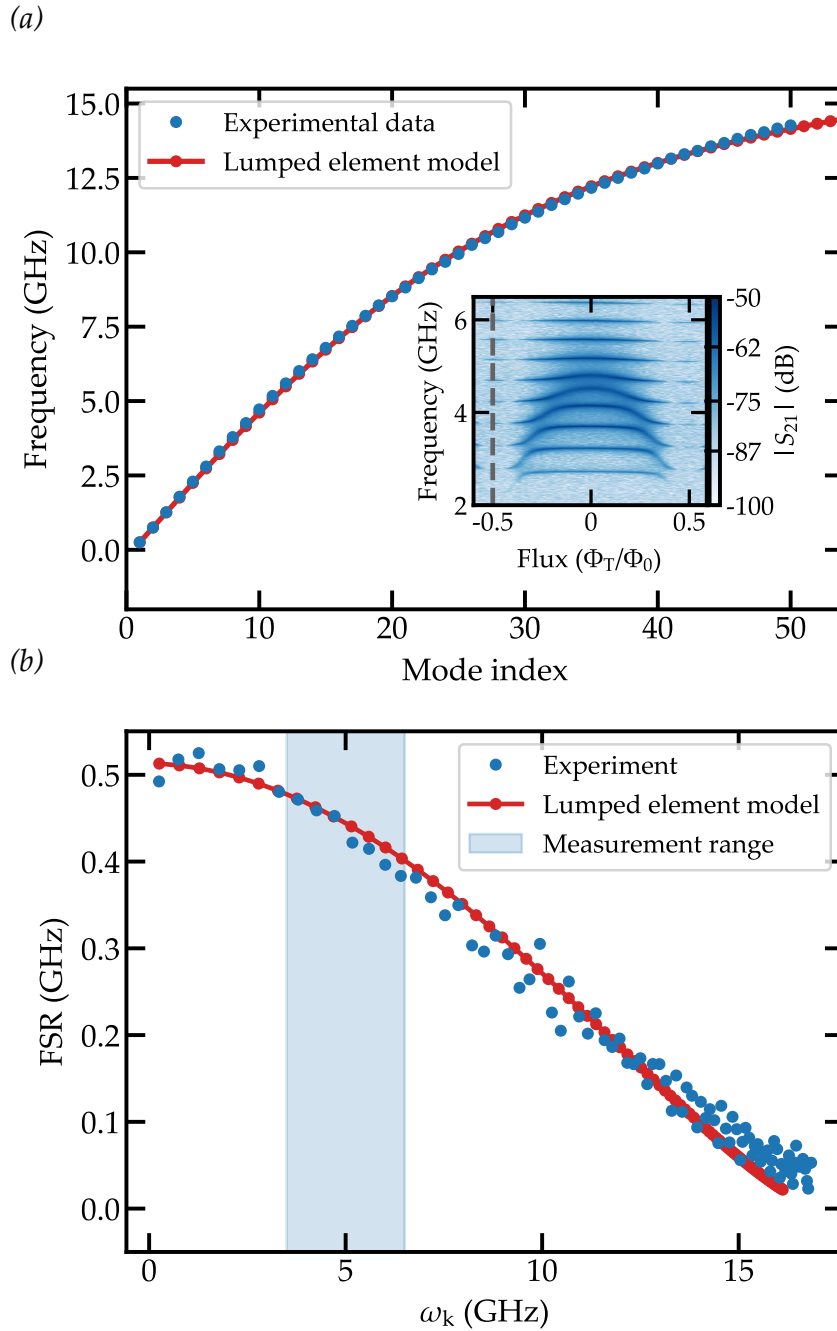 (a)
15.0
12.5
10.0
7.5
5.0
2.5
0.0
Frequency (GHz)
Experimental data
Lumped element model
6
4
2
Frequency (GHz)
-0.5
0
0.5
Flux (Φ_T/Φ_0)
-50
-62
-75
-87
-100
|S_21| (dB)
0
10
20
30
40
50
Mode index
(b)
0.5
0.4
0.3
0.2
0.1
0.0
FSR (GHz)
Experiment
Lumped element model
Measurement range
0
5
10
15
ω_k (GHz)